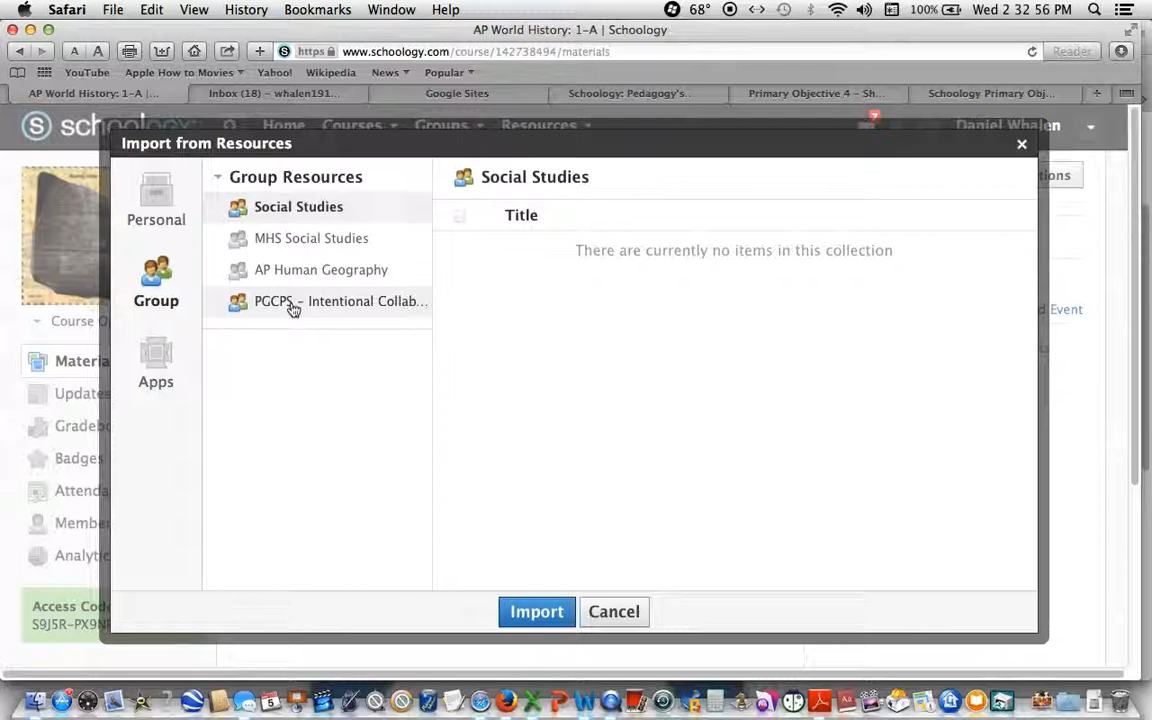 Safari File Edit View History Bookmarks Window Help 68° 100% Wed 2 32 56 PM
AP World History: 1-A | Schoology
A A + S https www.schoology.com/course/142738494/materials Reader
YouTube Apple How to Movies Yahoo! Wikipedia News Popular
AP World History: 1-A |... Inbox (18) – whalen191... Google Sites Schoology: Pedagogy's.. Primary Objective 4 – Sh... Schoology Primary Obj... +
S schoology Home Courses Groups Resources 7 Daniel Whalen
Import from Resources ×
Personal
Group
Apps
Group Resources
Social Studies
MHS Social Studies
AP Human Geography
PGCPS – Intentional Collab...
Social Studies
Title
There are currently no items in this collection
Import Cancel
Course O
Materia
Updates
Gradeb
Badges
Attenda
Membe
Analytic
Access Cod
S9J5R-PX9N
ions
d Event